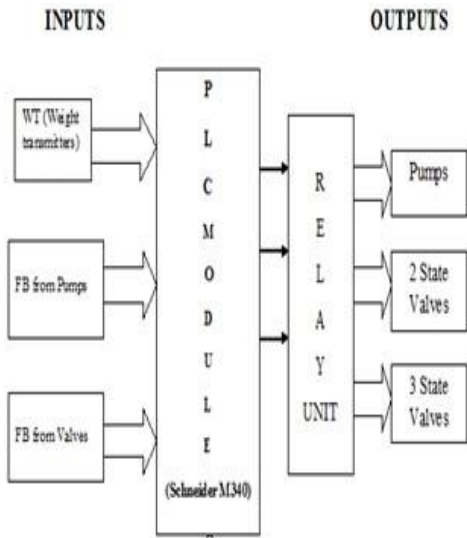 INPUTS
OUTPUTS
WT (Weight
transmitters)
FB from Pumps
FB from Valves
P
L
C
M
O
D
U
L
E
(Schneider M340)
R
E
L
A
Y
UNIT
Pumps
2 State
Valves
3 State
Valves